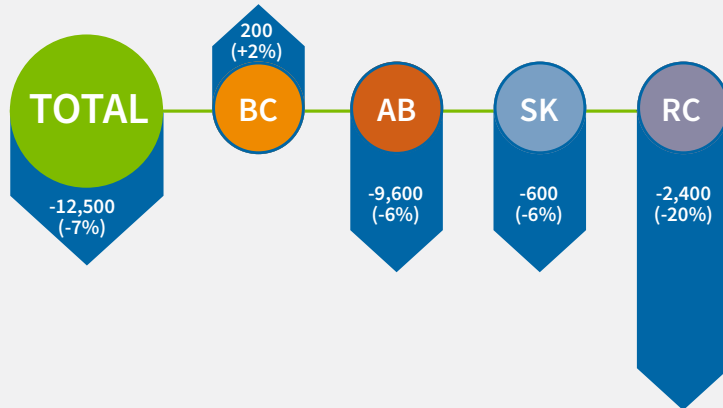 TOTAL
-12,500
(-7%)
200
(+2%)
BC
AB
-9,600
(-6%)
SK
-600
(-6%)
RC
-2,400
(-20%)